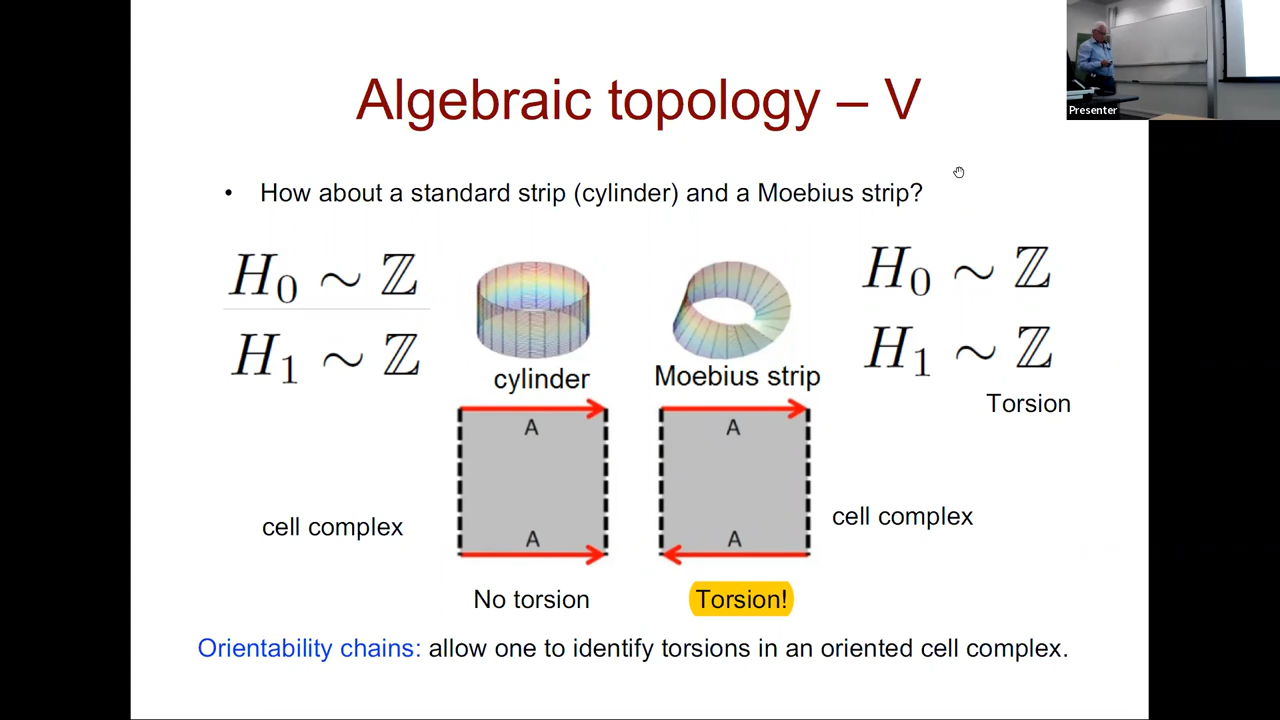 Presenter
Algebraic topology – V
• How about a standard strip (cylinder) and a Moebius strip?
H₀ ∼ ℤ
H₁ ∼ ℤ
cylinder
Moebius strip
H₀ ∼ ℤ
H₁ ∼ ℤ
Torsion
A
A
A
A
cell complex
cell complex
No torsion
Torsion!
Orientability chains: allow one to identify torsions in an oriented cell complex.